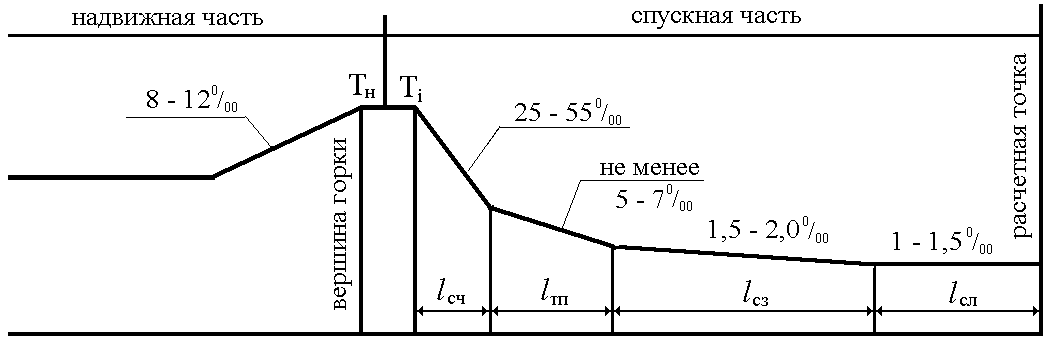 надвижная часть
спускная часть
Tн Ti
8 - 12⁰/₀₀
25 - 55⁰/₀₀
вершина горки
не менее
5 - 7⁰/₀₀
1,5 - 2,0⁰/₀₀
1 - 1,5⁰/₀₀
расчетная точка
lсч
lтп
lсз
lсл